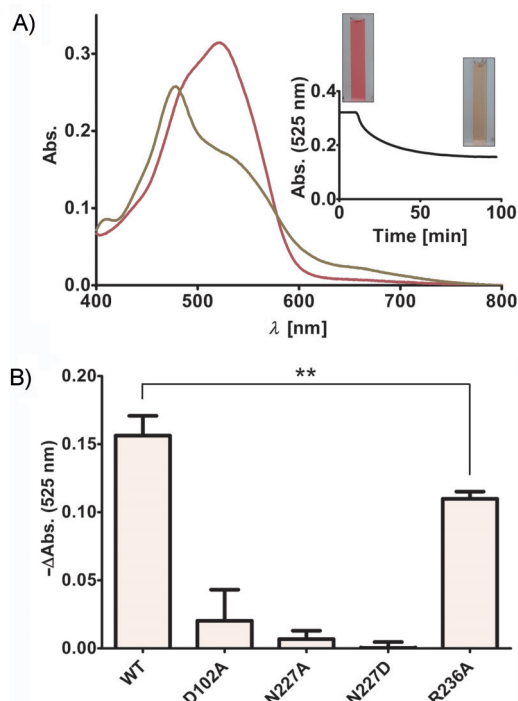 A)
Abs.
0.3
0.2
0.1
0.0
400
500
600
700
800
λ [nm]
Abs. (525 nm)
0.4
0.2
0.0
0
50
100
Time [min]
B)
-ΔAbs. (525 nm)
0.20
0.15
0.10
0.05
0.00
**
WT
D102A
N227A
N227D
R236A